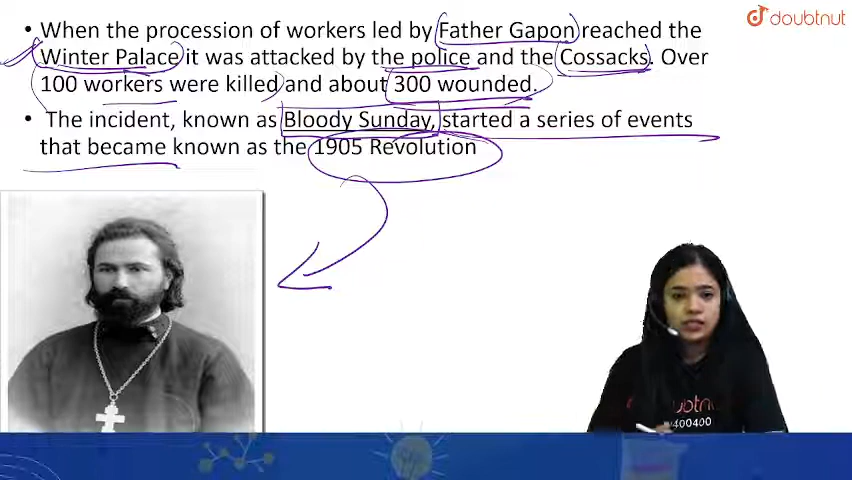 doubtnut
• When the procession of workers led by Father Gapon reached the
Winter Palace it was attacked by the police and the Cossacks. Over
100 workers were killed and about 300 wounded.
• The incident, known as Bloody Sunday, started a series of events
that became known as the 1905 Revolution
400400